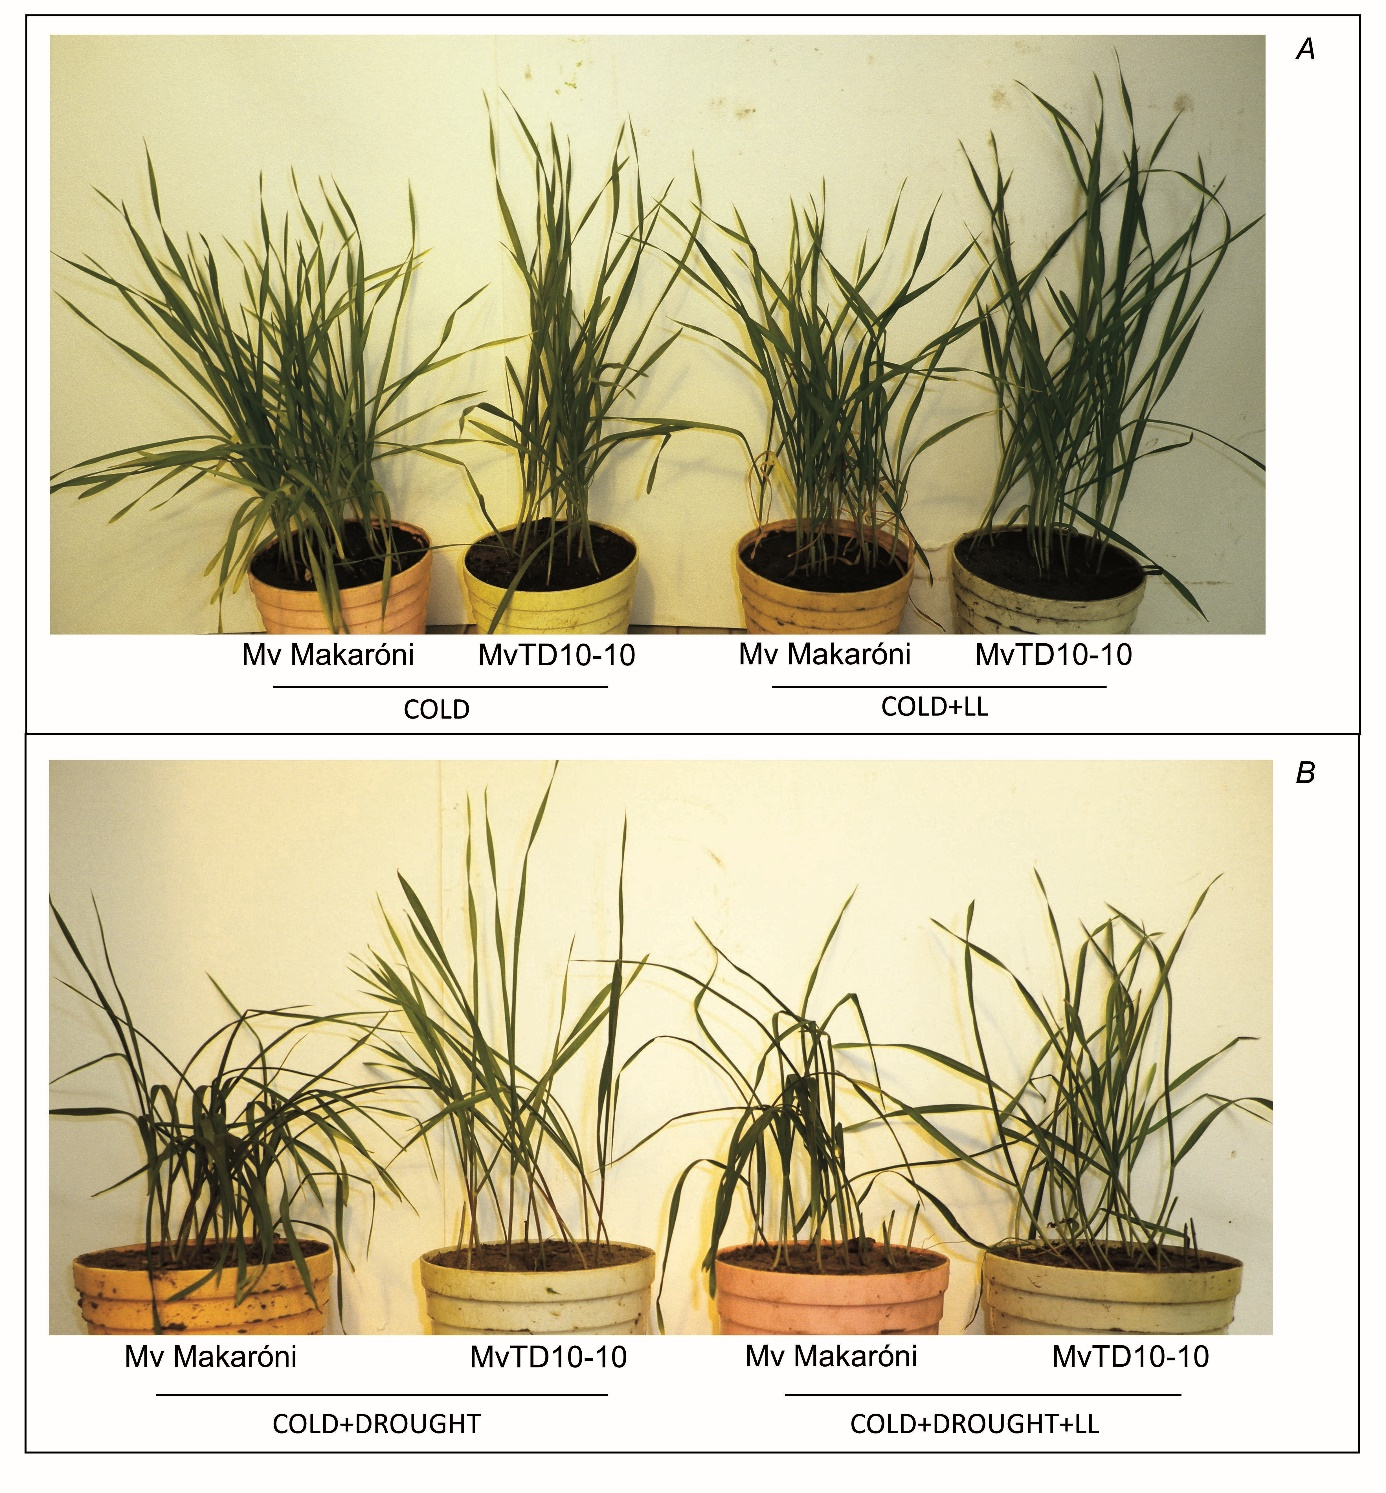 A
Mv Makaróni MvTD10-10 Mv Makaróni MvTD10-10
COLD COLD+LL
B
Mv Makaróni MvTD10-10 Mv Makaróni MvTD10-10
COLD+DROUGHT COLD+DROUGHT+LL